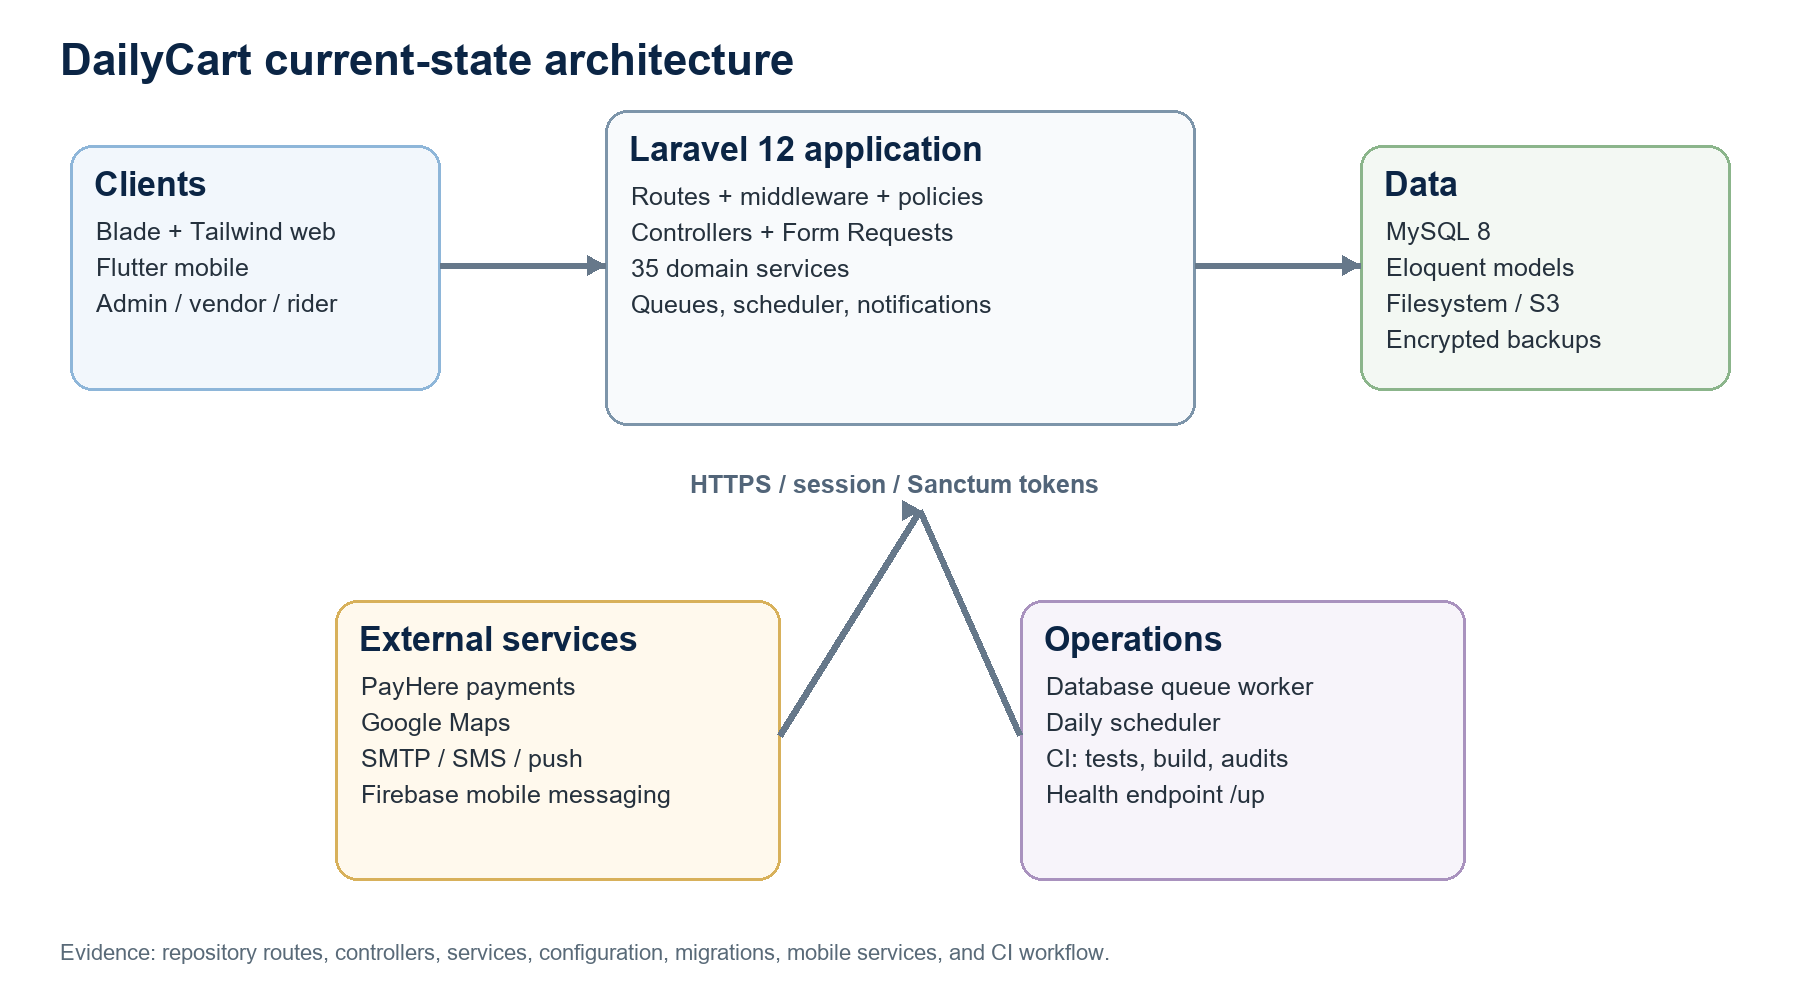 DailyCart current-state architecture
Clients
Blade + Tailwind web
Flutter mobile
Admin / vendor / rider
Laravel 12 application
Routes + middleware + policies
Controllers + Form Requests
35 domain services
Queues, scheduler, notifications
Data
MySQL 8
Eloquent models
Filesystem / S3
Encrypted backups
HTTPS / session / Sanctum tokens
External services
PayHere payments
Google Maps
SMTP / SMS / push
Firebase mobile messaging
Operations
Database queue worker
Daily scheduler
CI: tests, build, audits
Health endpoint /up
Evidence: repository routes, controllers, services, configuration, migrations, mobile services, and CI workflow.